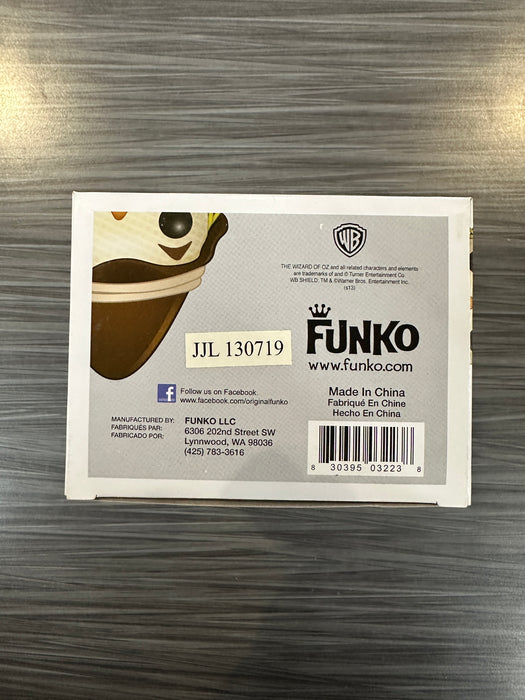 WB
THE WIZARD OF OZ and all related characters and elements
are trademarks of and © Turner Entertainment Co.
WB SHIELD: TM & ©Warner Bros. Entertainment Inc.
(s13)
FUNKO
www.funko.com
JJL 130719
f
Follow us on Facebook.
www.facebook.com/originalfunko
Made In China
Fabriqué En Chine
Hecho En China
MANUFACTURED BY:
FABRIQUÉS PAR:
FABRICADO POR:
FUNKO LLC
6306 202nd Street SW
Lynnwood, WA 98036
(425) 783-3616
8 30395 03223 8